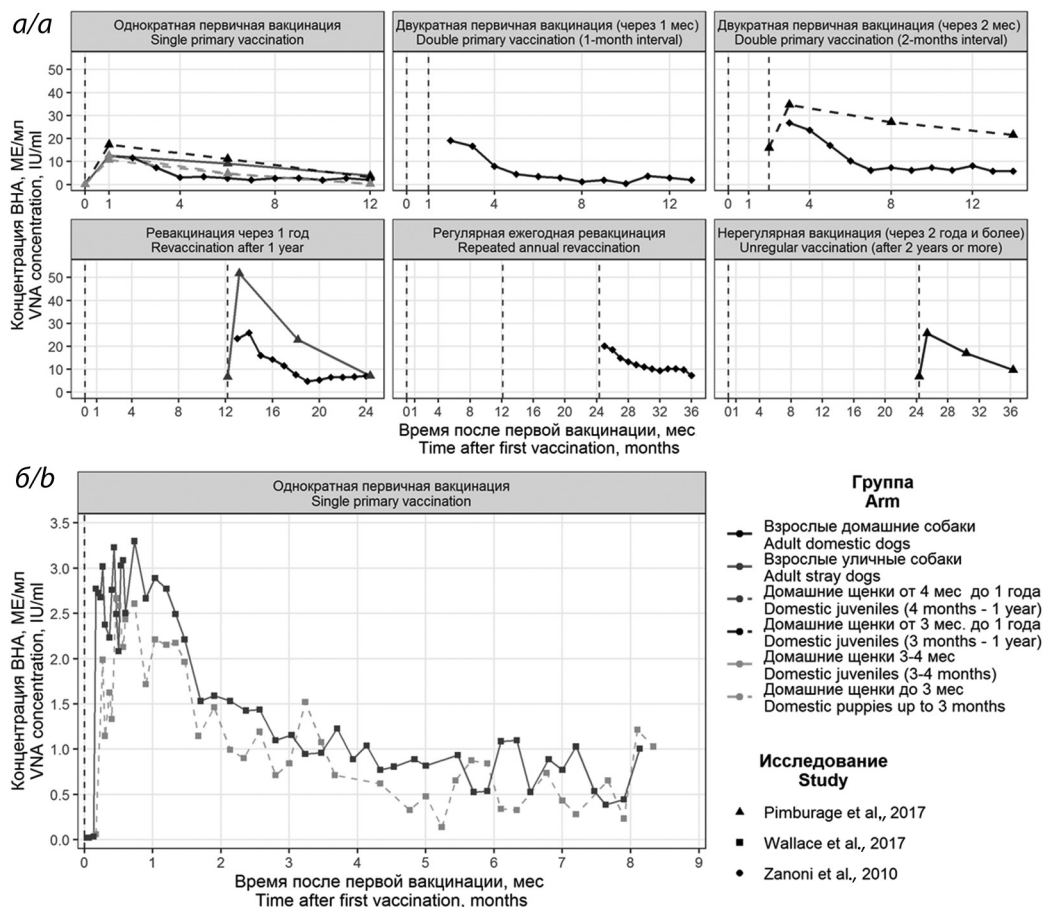 а/a
Однократная первичная вакцинация
Single primary vaccination
Двукратная первичная вакцинация (через 1 мес)
Double primary vaccination (1-month interval)
Двукратная первичная вакцинация (через 2 мес)
Double primary vaccination (2-months interval)
Концентрация ВНА, МЕ/мл
VNA concentration, IU/ml
50
40
30
20
10
0
0 1 4 8 12
0 1 4 8 12
0 1 4 8 12
Ревакцинация через 1 год
Revaccination after 1 year
Регулярная ежегодная ревакцинация
Repeated annual revaccination
Нерегулярная вакцинация (через 2 года и более)
Unregular vaccination (after 2 years or more)
50
40
30
20
10
0
0 1 4 8 12 16 20 24
01 4 8 12 16 20 24 28 32 36
01 4 8 12 16 20 24 28 32 36
Время после первой вакцинации, мес
Time after first vaccination, months
б/b
Однократная первичная вакцинация
Single primary vaccination
Концентрация ВНА, МЕ/мл
VNA concentration, IU/ml
3.5
3.0
2.5
2.0
1.5
1.0
0.5
0.0
0 1 2 3 4 5 6 7 8 9
Время после первой вакцинации, мес
Time after first vaccination, months
Группа
Arm
Взрослые домашние собаки
Adult domestic dogs
Взрослые уличные собаки
Adult stray dogs
Домашние щенки от 4 мес до 1 года
Domestic juveniles (4 months - 1 year)
Домашние щенки от 3 мес. до 1 года
Domestic juveniles (3 months - 1 year)
Домашние щенки 3-4 мес
Domestic juveniles (3-4 months)
Домашние щенки до 3 мес
Domestic puppies up to 3 months
Исследование
Study
Pimburage et al., 2017
Wallace et al., 2017
Zanoni et al., 2010